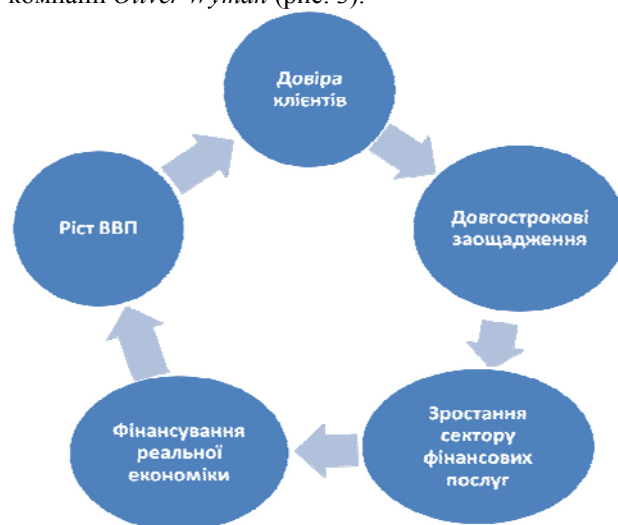 компанії Oliver Wyman (рис. 3).
Довіра
клієнтів
Довгострокові
заощадження
Зростання
сектору
фінансових
послуг
Фінансування
реальної
економіки
Ріст ВВП